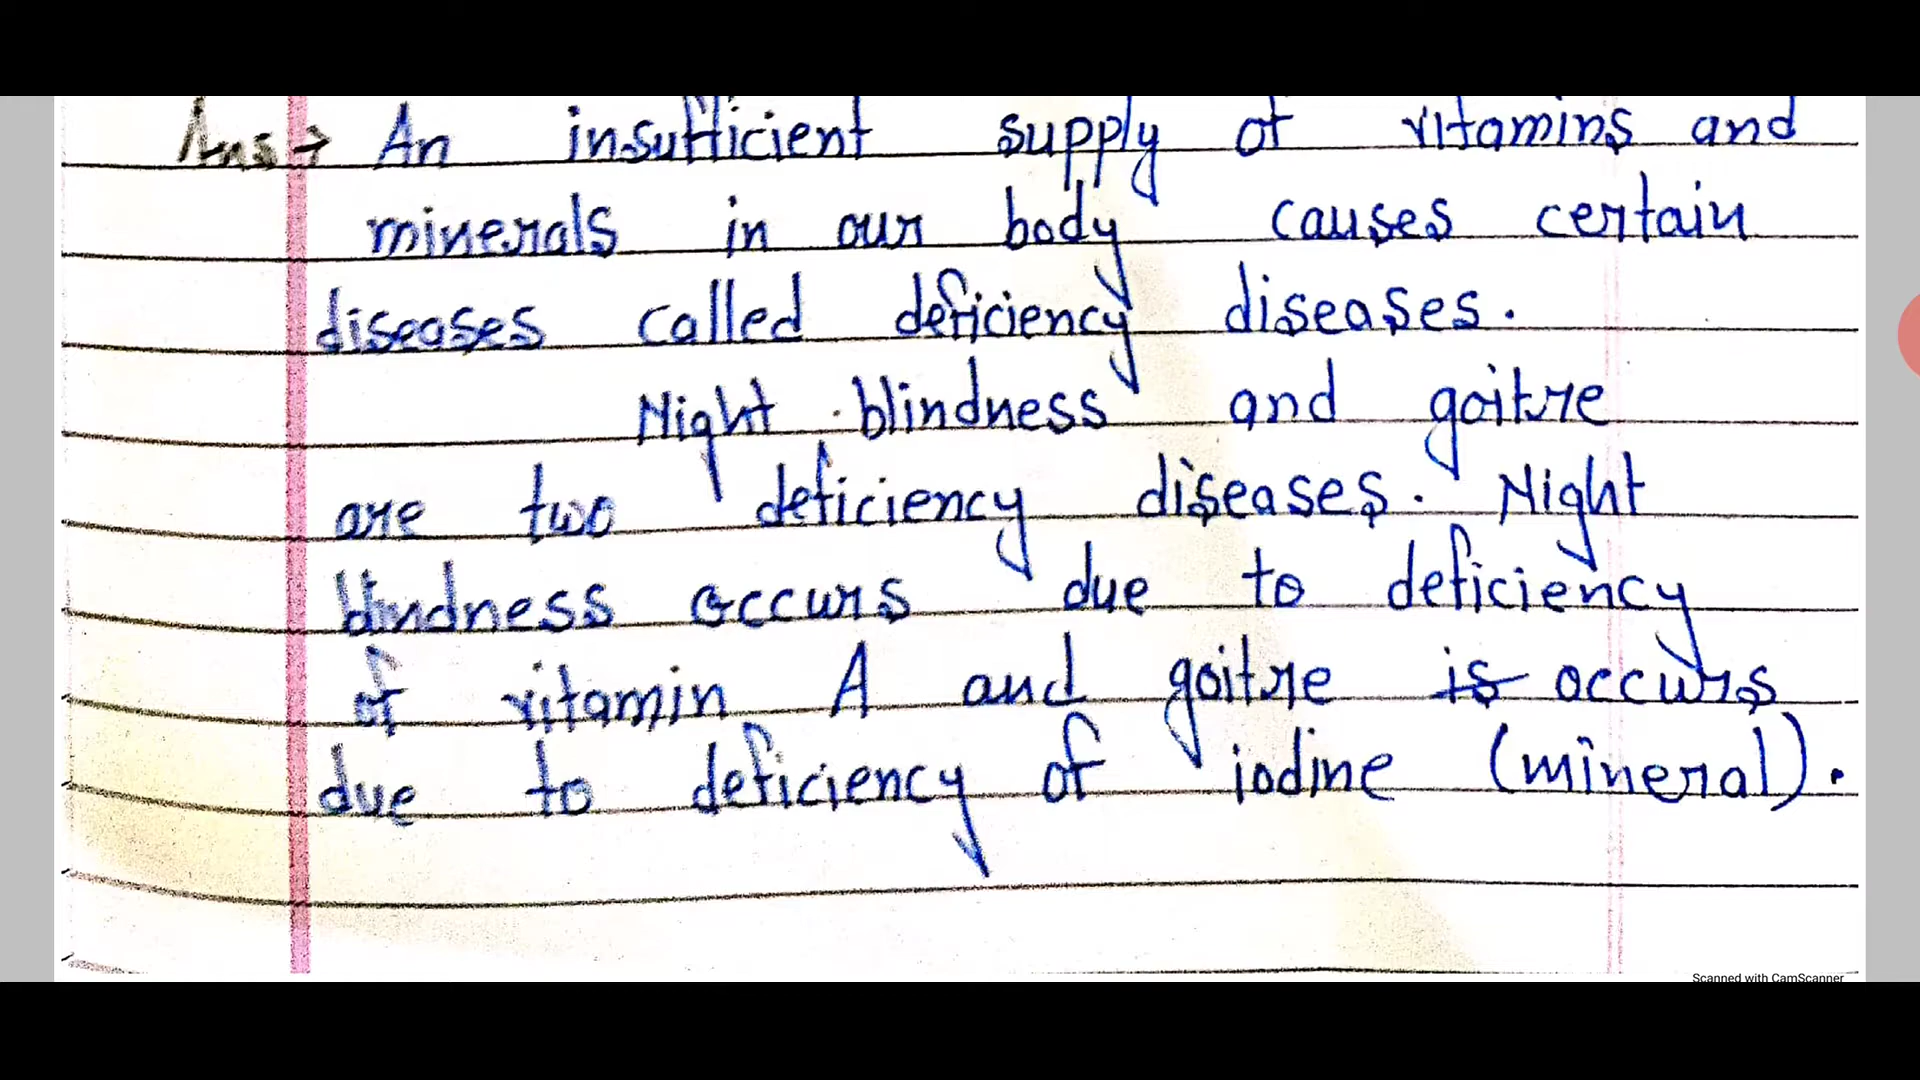 Ans → An insufficient supply of vitamins and
minerals in our body causes certain
diseases called deficiency diseases.
Night blindness and goitre
are two deficiency diseases. Night
blindness occurs due to deficiency
of vitamin A and goitre is occurs
due to deficiency of iodine (mineral).
Scanned with CamScanner